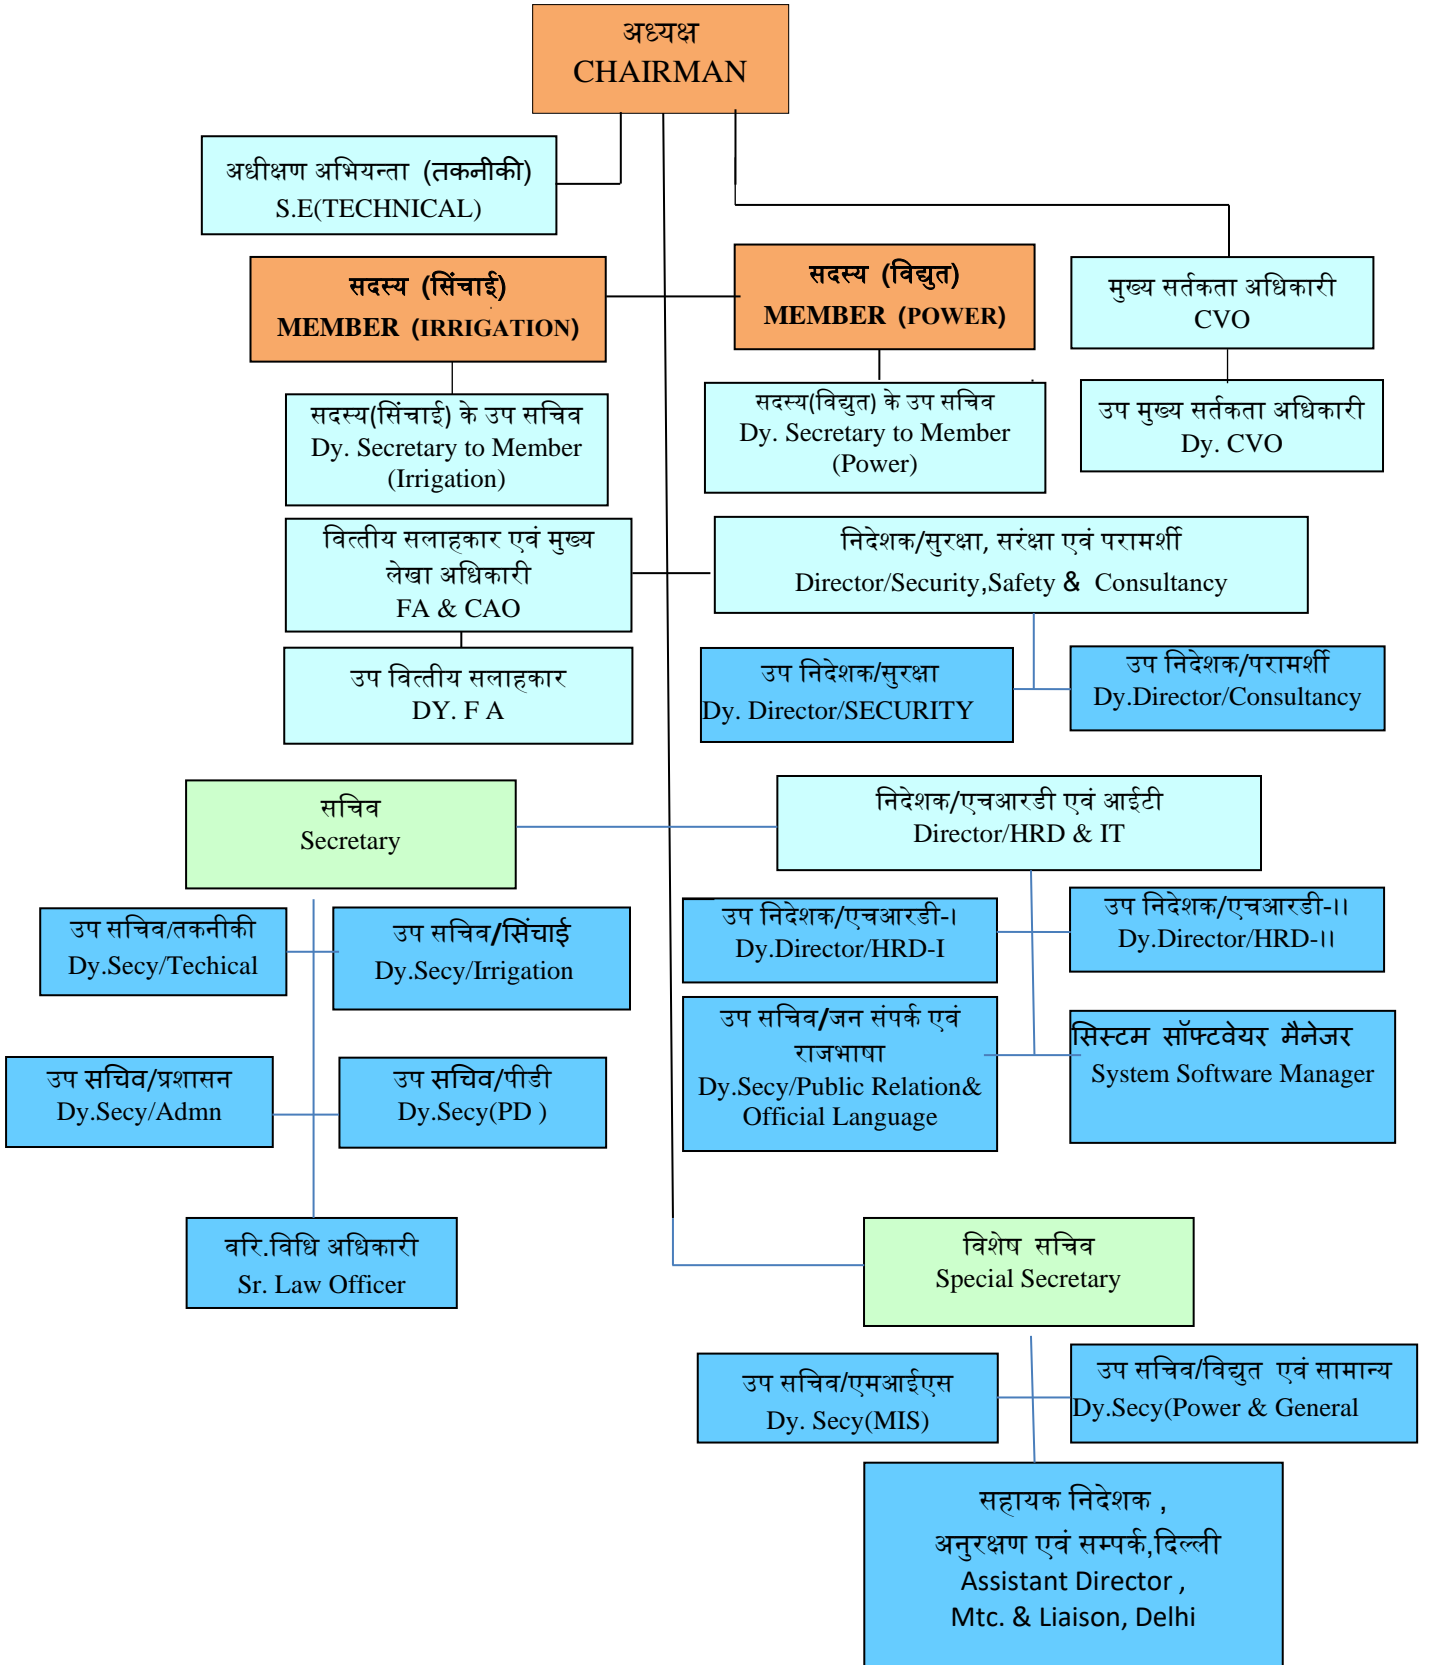 अध्यक्ष
CHAIRMAN
अधीक्षण अभियन्ता (तकनीकी)
S.E(TECHNICAL)
सदस्य (सिंचाई)
MEMBER (IRRIGATION)
सदस्य (विद्युत)
MEMBER (POWER)
मुख्य सर्तकता अधिकारी
CVO
सदस्य(सिंचाई) के उप सचिव
Dy. Secretary to Member
(Irrigation)
सदस्य(विद्युत) के उप सचिव
Dy. Secretary to Member
(Power)
उप मुख्य सर्तकता अधिकारी
Dy. CVO
वित्तीय सलाहकार एवं मुख्य
लेखा अधिकारी
FA & CAO
निदेशक/सुरक्षा, सरंक्षा एवं परामर्शी
Director/Security,Safety & Consultancy
उप वित्तीय सलाहकार
DY. F A
उप निदेशक/सुरक्षा
Dy. Director/SECURITY
उप निदेशक/परामर्शी
Dy.Director/Consultancy
सचिव
Secretary
निदेशक/एचआरडी एवं आईटी
Director/HRD & IT
उप सचिव/तकनीकी
Dy.Secy/Techical
उप सचिव/सिंचाई
Dy.Secy/Irrigation
उप निदेशक/एचआरडी-।
Dy.Director/HRD-I
उप निदेशक/एचआरडी-।।
Dy.Director/HRD-।।
उप सचिव/जन संपर्क एवं
राजभाषा
Dy.Secy/Public Relation&
Official Language
सिस्टम सॉफ्टवेयर मैनेजर
System Software Manager
उप सचिव/प्रशासन
Dy.Secy/Admn
उप सचिव/पीडी
Dy.Secy(PD )
वरि.विधि अधिकारी
Sr. Law Officer
विशेष सचिव
Special Secretary
उप सचिव/एमआईएस
Dy. Secy(MIS)
उप सचिव/विद्युत एवं सामान्य
Dy.Secy(Power & General
सहायक निदेशक ,
अनुरक्षण एवं सम्पर्क,दिल्ली
Assistant Director ,
Mtc. & Liaison, Delhi